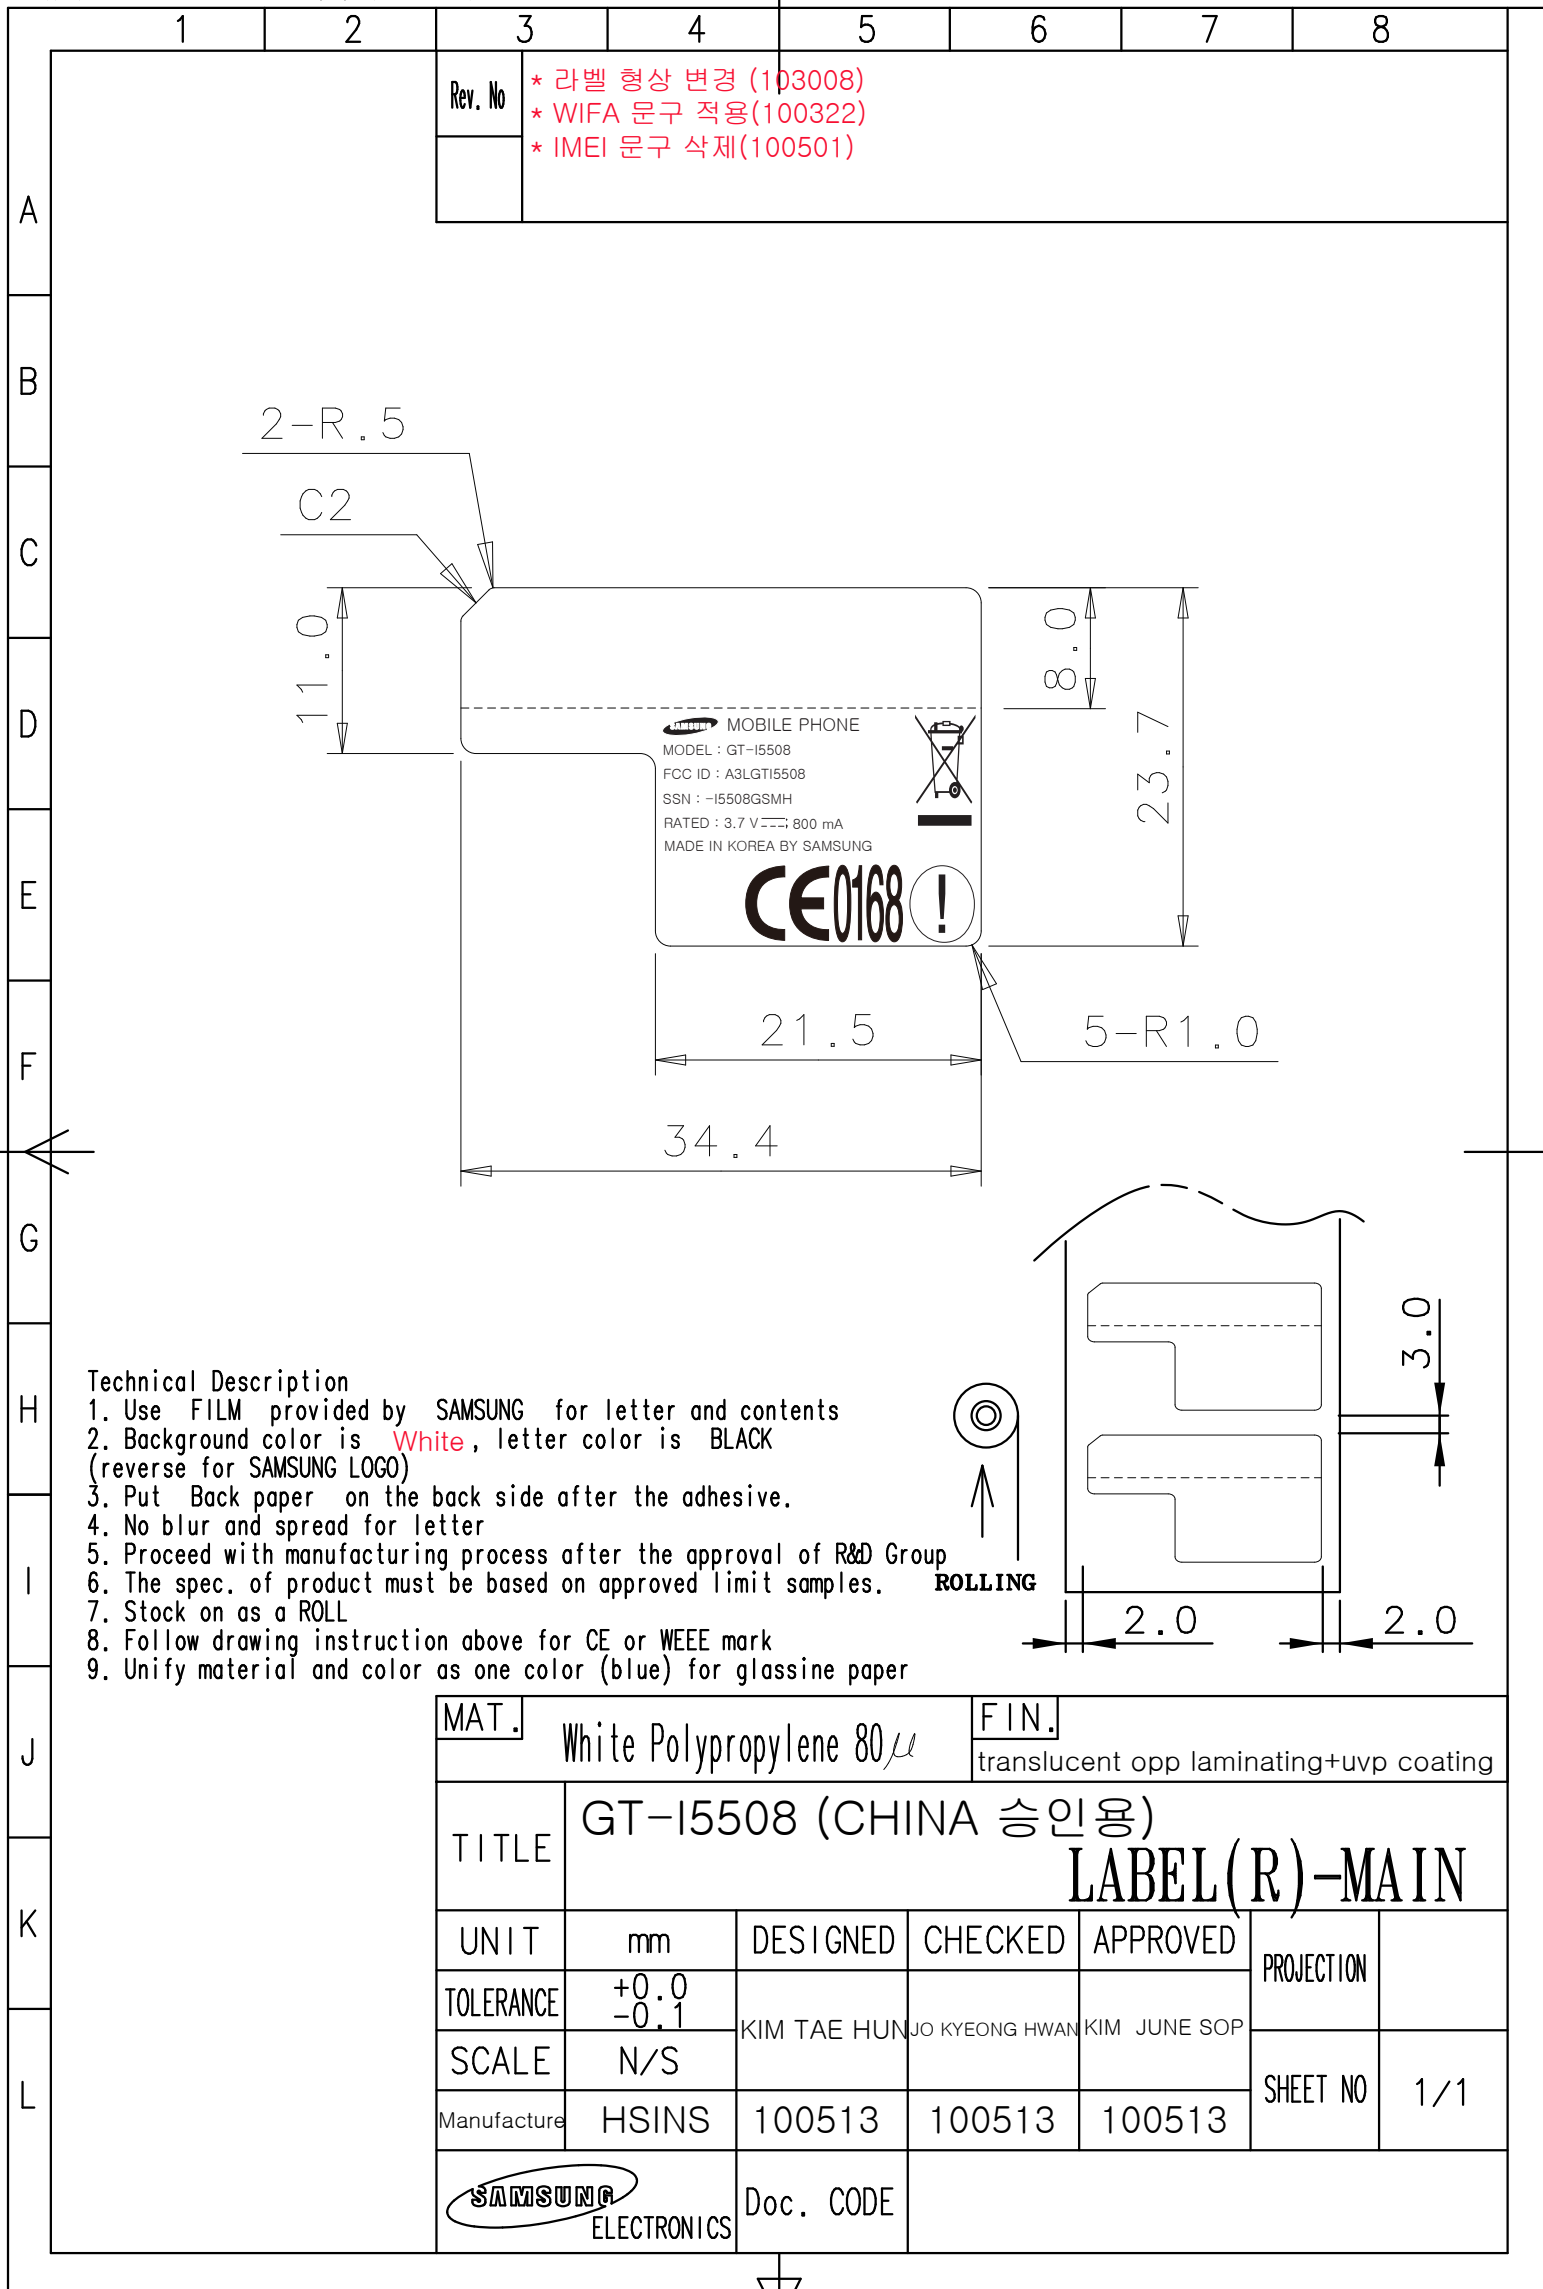 1 2 3 4 5 6 7 8
Rev. No
* 라벨 형상 변경 (103008)
* WIFA 문구 적용(100322)
* IMEI 문구 삭제(100501)
A
B
C
D
E
F
G
H
I
J
K
L
2-R.5
C2
11.0
8.0
23.7
SAMSUNG MOBILE PHONE
MODEL : GT-I5508
FCC ID : A3LGTI5508
SSN : -I5508GSMH
RATED : 3.7 V ⎓; 800 mA
MADE IN KOREA BY SAMSUNG
CE0168 !
21.5
5-R1.0
34.4
3.0
Technical Description
1. Use FILM provided by SAMSUNG for letter and contents
2. Background color is White, letter color is BLACK
(reverse for SAMSUNG LOGO)
3. Put Back paper on the back side after the adhesive.
4. No blur and spread for letter
5. Proceed with manufacturing process after the approval of R&D Group
6. The spec. of product must be based on approved limit samples.
7. Stock on as a ROLL
8. Follow drawing instruction above for CE or WEEE mark
9. Unify material and color as one color (blue) for glassine paper
ROLLING
2.0 2.0
MAT. White Polypropylene 80μ
FIN. translucent opp laminating+uvp coating
TITLE GT-I5508 (CHINA 승인용)
LABEL(R)-MAIN
UNIT mm DESIGNED CHECKED APPROVED PROJECTION
TOLERANCE +0.0
-0.1
KIM TAE HUN JO KYEONG HWAN KIM JUNE SOP
SCALE N/S
SHEET NO 1/1
Manufacture HSINS 100513 100513 100513
SAMSUNG ELECTRONICS Doc. CODE